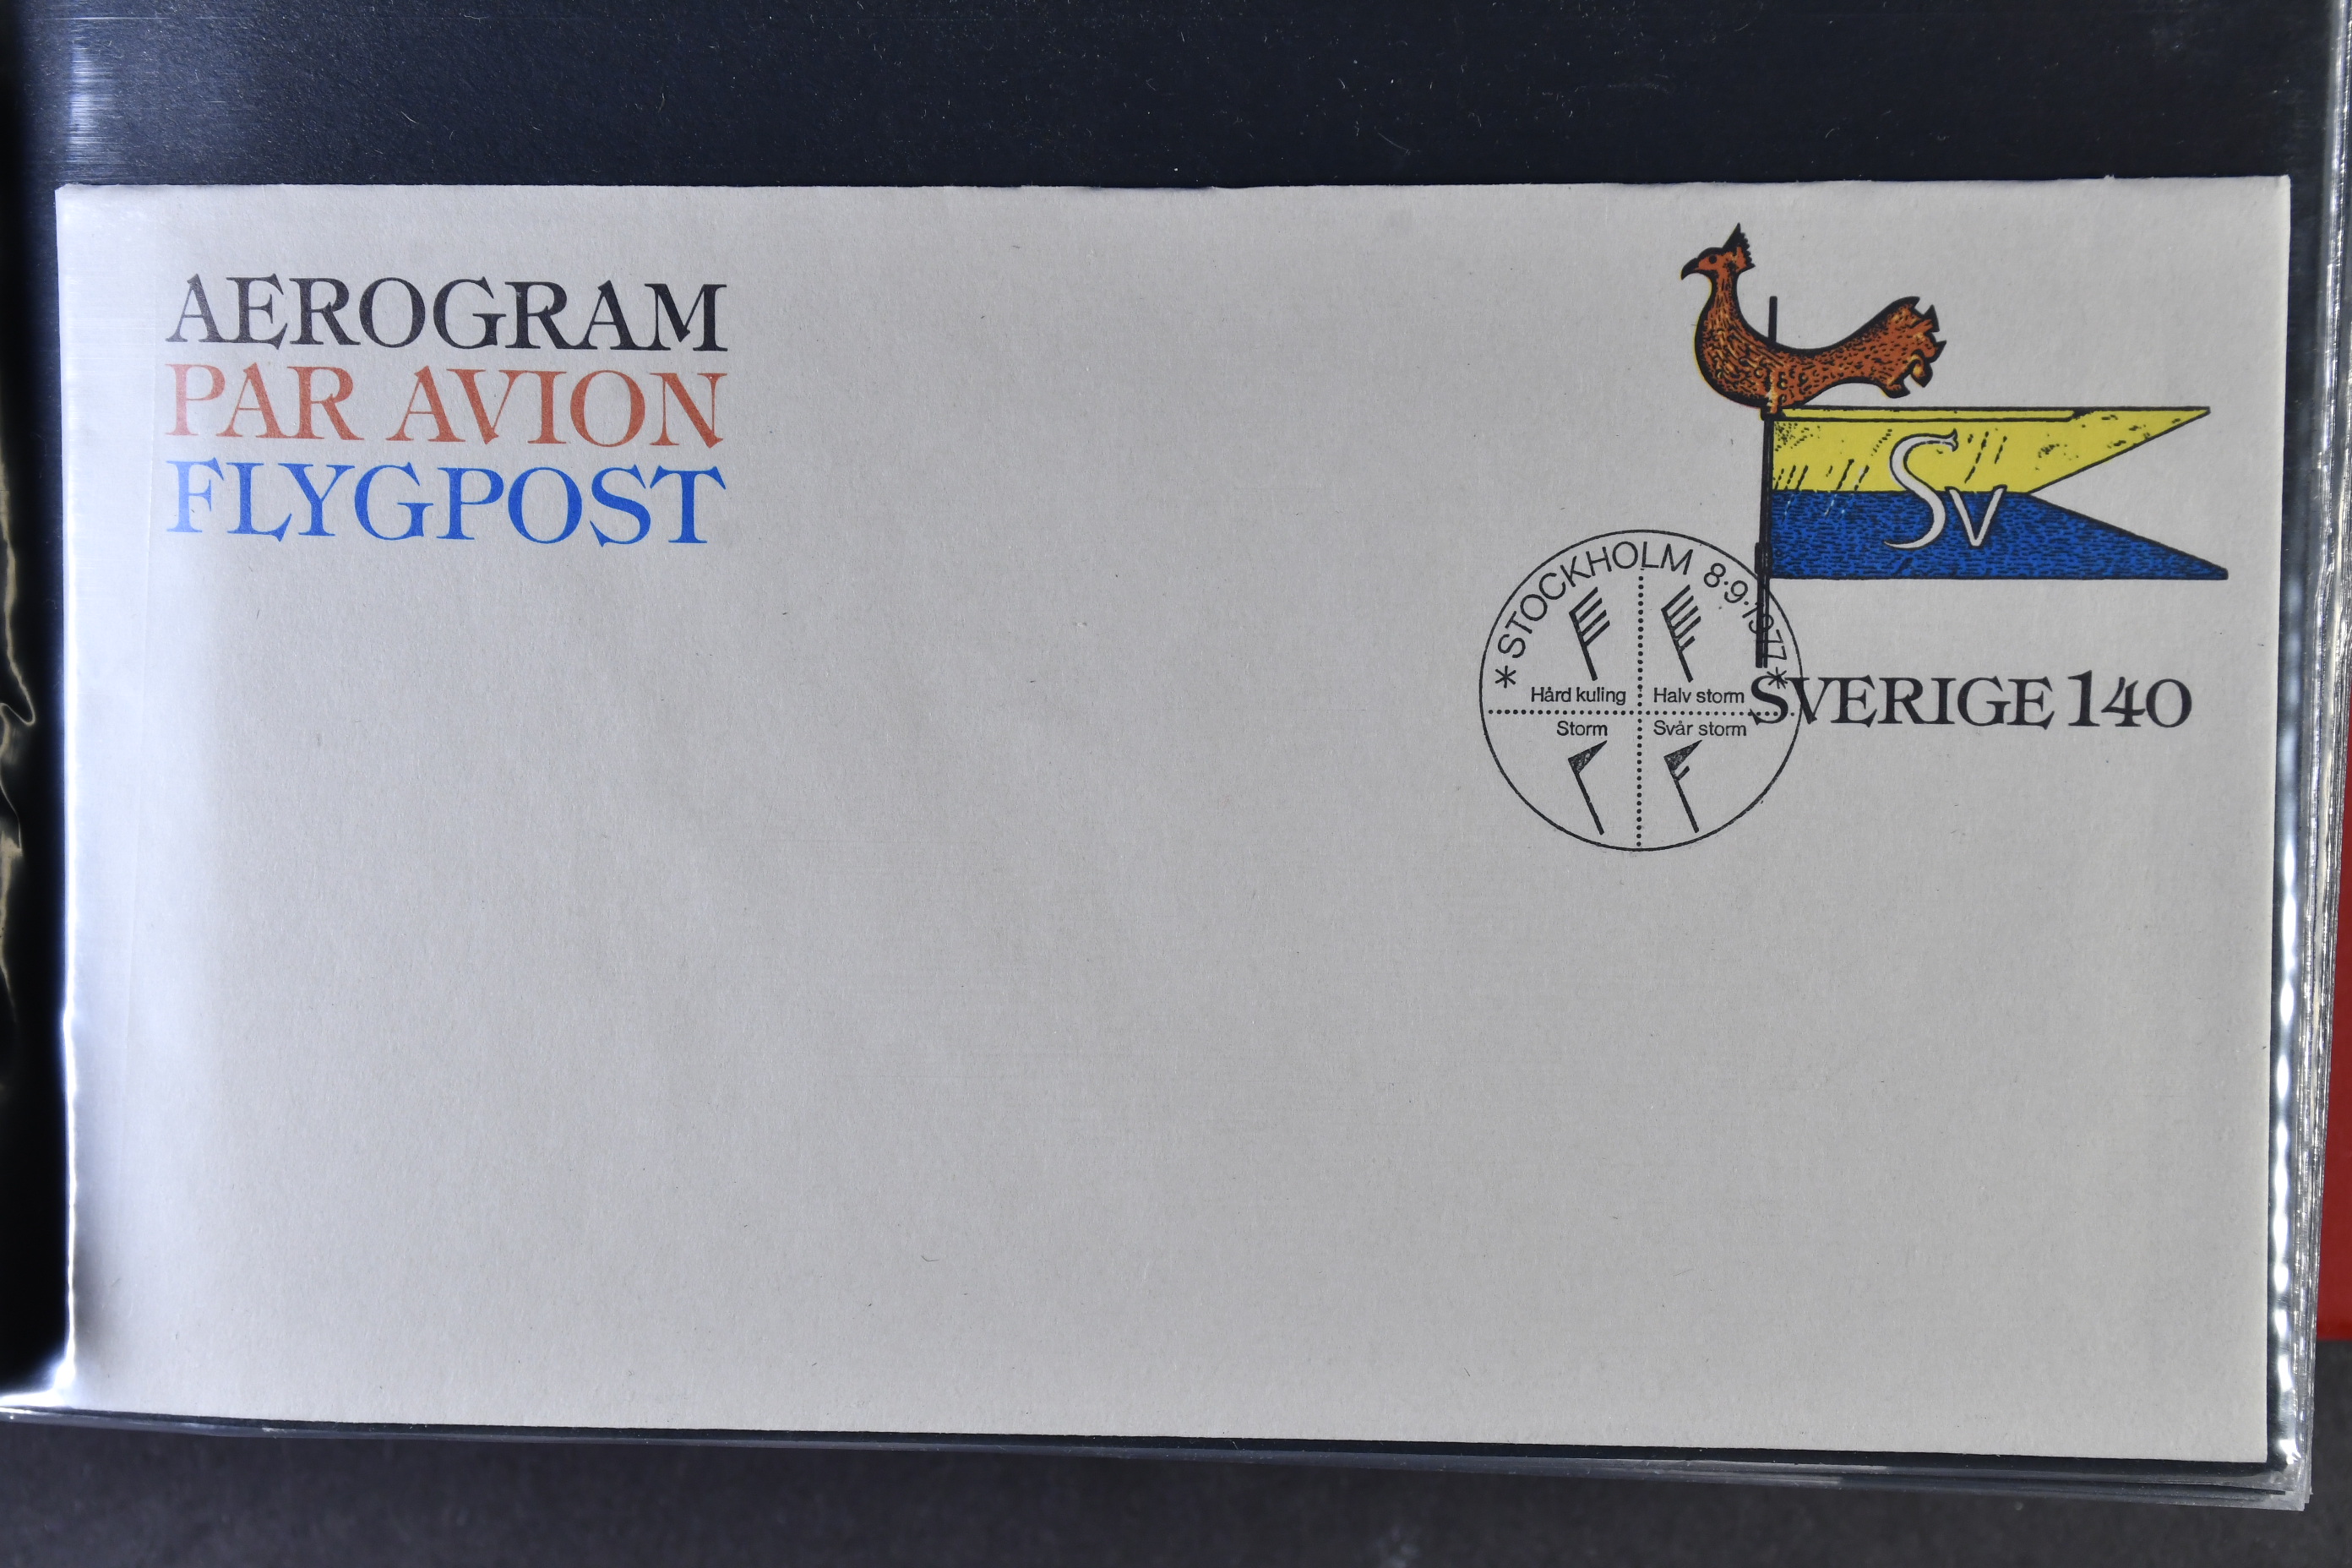 AEROGRAM
PAR AVION
FLYGPOST
Sv
* STOCKHOLM 8.9.1977 *
Hård kuling
Halv storm
Storm
Svår storm
SVERIGE 140